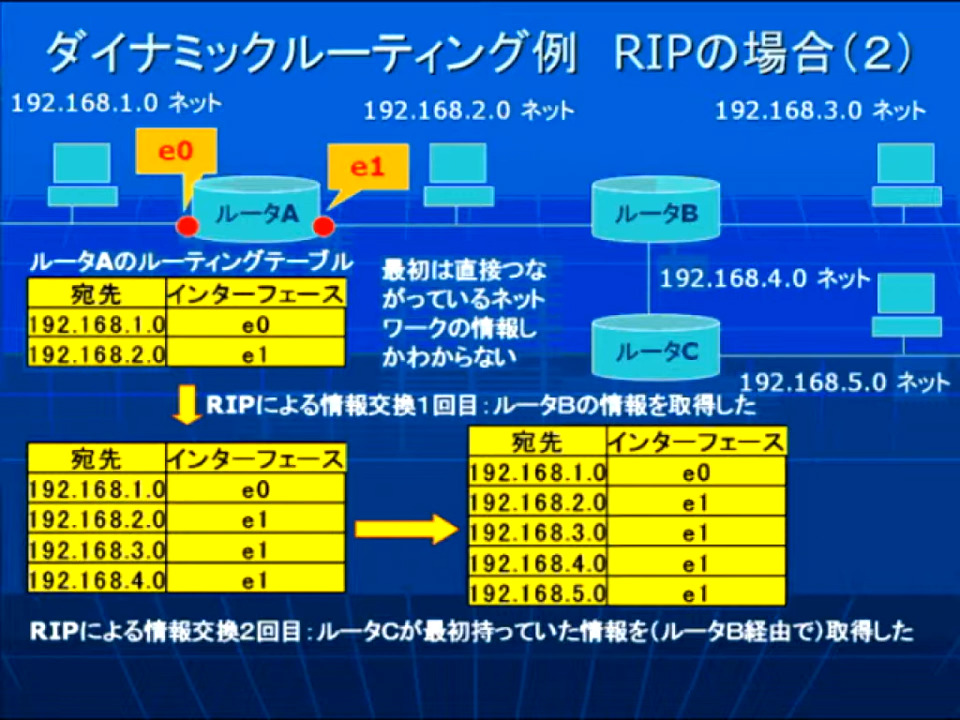 ダイナミックルーティング例　RIPの場合（２）
192.168.1.0 ネット
192.168.2.0 ネット
192.168.3.0 ネット
e0
e1
ルータA
ルータB
ルータAのルーティングテーブル
宛先 インターフェース
192.168.1.0 e0
192.168.2.0 e1
最初は直接つな
がっているネット
ワークの情報し
かわからない
192.168.4.0 ネット
ルータC
192.168.5.0 ネット
RIPによる情報交換１回目：ルータBの情報を取得した
宛先 インターフェース
192.168.1.0 e0
192.168.2.0 e1
192.168.3.0 e1
192.168.4.0 e1
宛先 インターフェース
192.168.1.0 e0
192.168.2.0 e1
192.168.3.0 e1
192.168.4.0 e1
192.168.5.0 e1
RIPによる情報交換２回目：ルータCが最初持っていた情報を（ルータB経由で）取得した